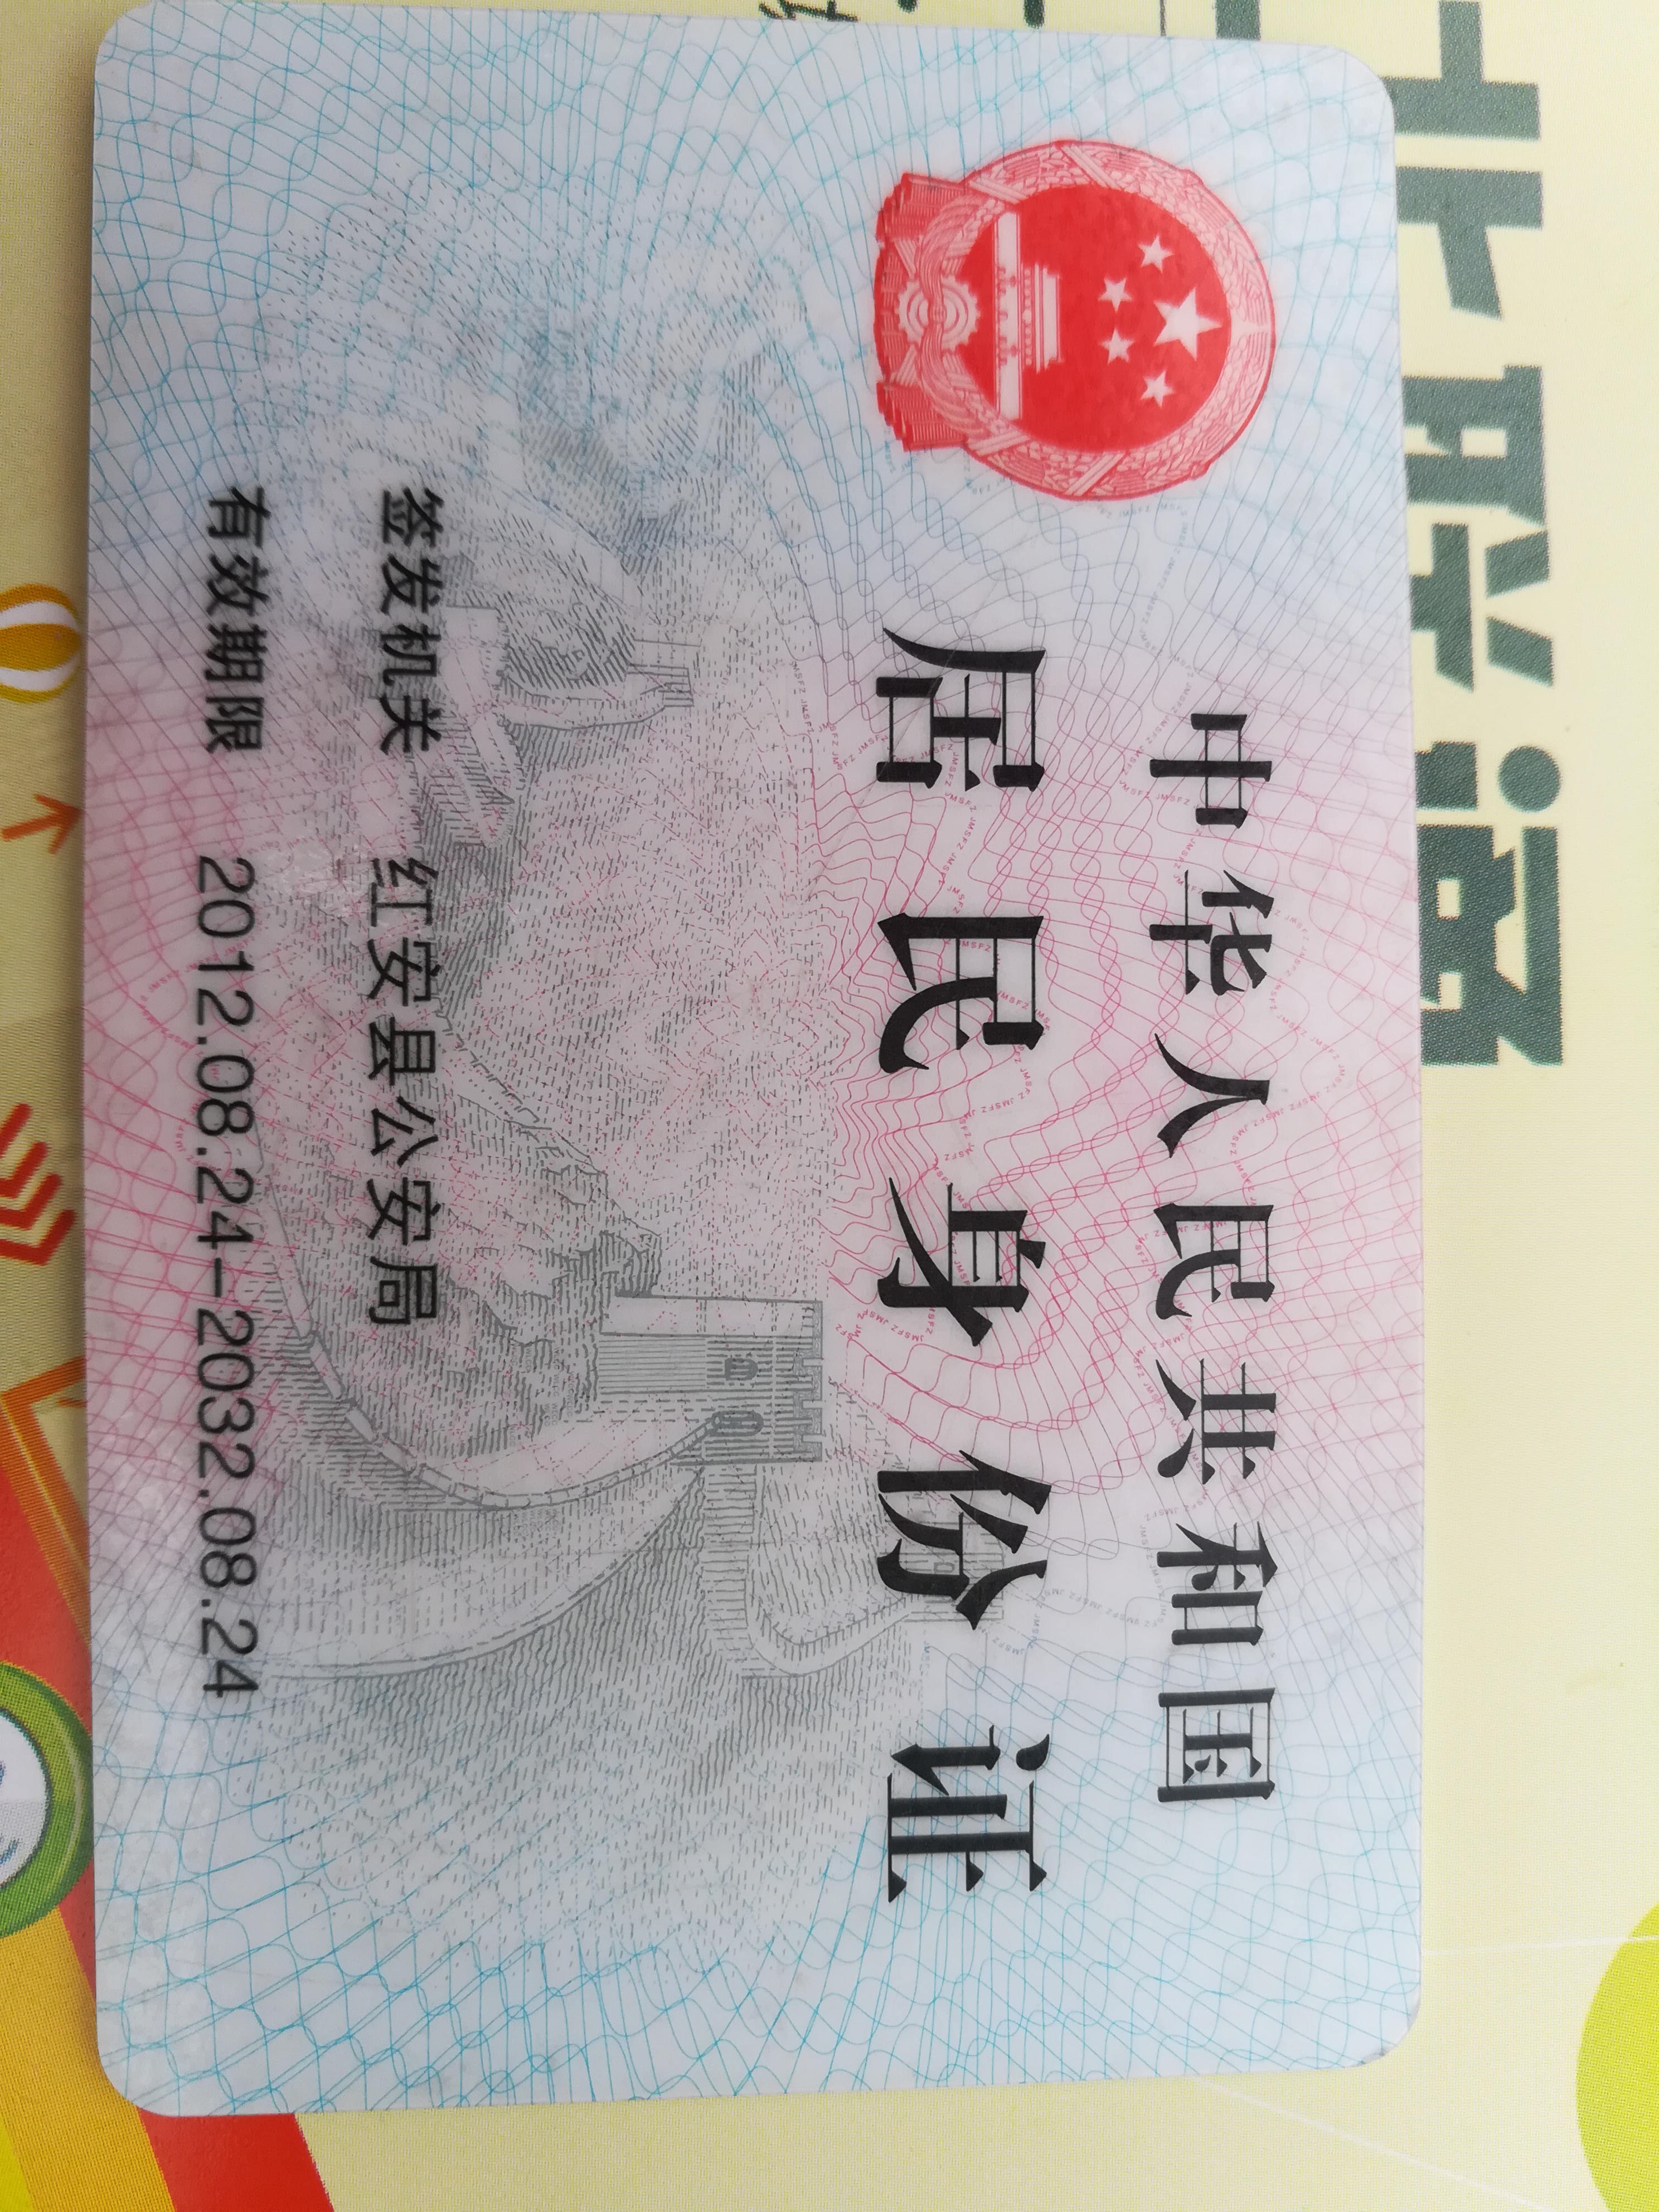 中华人民共和国
居民身份证
签发机关 红安县公安局
有效期限 2012.08.24-2032.08.24